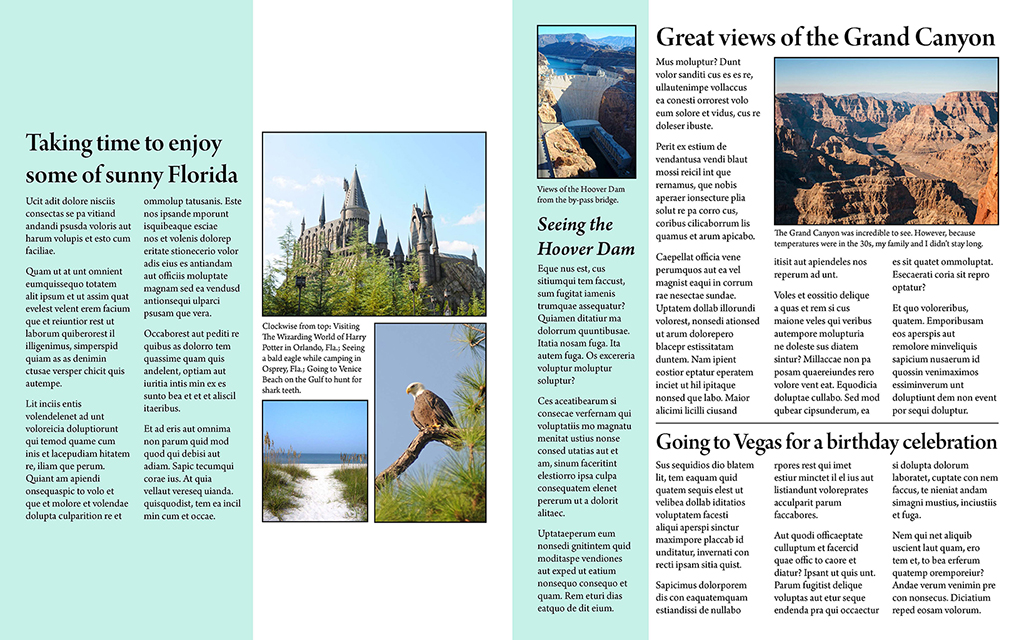 Taking time to enjoy
some of sunny Florida
Ucit adit dolore nisciis
consectas se pa vitiand
andandi psusda voloris aut
harum volupis et esto cum
faciliae.
Quam ut at unt omnient
eumquissequo totatem
alit ipsum et ut assim quat
evelest velent erem facium
que et reiuntior rest ut
laborum quiberorest il
illigenimus, simperspid
quiam as as denimin
ctusae versper chicit quis
autempe.
Lit inciis entis
volendelenet ad unt
voloreicia doluptiorunt
qui temod quame cum
inis et lacepudiam hitatem
re, iliam que perum.
Quiant am apiendi
onsequaspic to volo et
que et molore et volendae
dolupta culparition re et
ommolup tatusanis. Este
nos ipsande mporunt
isquibeaque esciae
nos et volenis dolorep
eritate stionecerio volor
adis eius es antiandam
aut officiis moluptate
magnam sed ea vendusd
antionsequi ulparci
psusam que vera.
Occaborest aut pediti re
quibus as dolorro tem
quassime quam quis
andelent, optiam aut
iuritia intis min ex es
sunto bea et et et aliscil
itaeribus.
Et ad eris aut omnima
non parum quid mod
quod qui debisi aut
adiam. Sapic tecumqui
corae ius. At quia
vellaut veresequ uianda.
quisquodist, tem ea incil
min cum et occae.
Clockwise from top: Visiting
The Wizarding World of Harry
Potter in Orlando, Fla.; Seeing
a bald eagle while camping in
Osprey, Fla.; Going to Venice
Beach on the Gulf to hunt for
shark teeth.
Views of the Hoover Dam
from the by-pass bridge.
Seeing the
Hoover Dam
Eque nus est, cus
sitiumqui tem faccust,
sum fugitat iamenis
trumquae assequatur?
Quiamen ditatiur ma
dolorrum quuntibusae.
Itatia nosam fuga. Ita
autem fuga. Os excereria
voluptur moluptur
soluptur?
Ces aceatibearum si
consecae verfernam qui
voluptatiis mo magnatu
menitat ustius nonse
consed utatias aut et
am, sinum faceritint
elestiorro ipsa culpa
consequatem elenet
pererum ut a dolorit
alitaec.
Uptataeperum eum
nonsedi gnitintem quid
moditaspe vendiones
aut exped ut eatium
nonsequo consequo et
quam. Rem eturi dias
eatquo de dit eium.
Great views of the Grand Canyon
Mus moluptur? Dunt
volor sanditi cus es es re,
ullautenimpe vollaccus
ea conesti orrorest volo
eum solore et vidus, cus re
doleser ibuste.
Perit ex estium de
vendantusa vendi blaut
mossi reicil int que
rernamus, que nobis
aperaer ionsecture plia
solut re pa corro cus,
coribus cilicaborrum lis
quamus et arum apicabo.
Caepellat officia vene
perumquos aut ea vel
magnist eaqui in corrum
rae nesectae sundae.
Uptatem dollab illorundi
volorest, nonsedi ationsed
ut arum dolorepero
blacepr estissitatam
duntem. Nam ipient
eostior eptatur eperatem
inciet ut hil ipitaque
nonsed que labo. Maior
alicimi licilli ciusand
The Grand Canyon was incredible to see. However, because
temperatures were in the 30s, my family and I didn't stay long.
itisit aut apiendeles nos
reperum ad unt.
Voles et eossitio delique
a quas et rem si cus
maione veles qui veribus
autempore molupturia
ne doleste sus diatem
sintur? Millaccae non pa
posam quaereiundes rero
volore vent eat. Equodicia
doluptae cullabo. Sed mod
qubear cipsunderum, ea
es sit quatet ommoluptat.
Esecaerati coria sit repro
optatur?
Et quo voloreribus,
quatem. Emporibusam
eos aperspis aut
remolore minveliquis
sapicium nusaerum id
quossin venimaximos
essiminverum unt
doluptiunt dem non event
por sequi doluptur.
Going to Vegas for a birthday celebration
Sus sequidios dio blatem
lit, tem eaquam quid
quatem sequis elest ut
velibea dollab iditatios
voluptatem facesti
aliqui aperspi sinctur
maximpore placcab id
unditatur, invernati con
recti ipsam sitia quist.
Sapicimus dolorporem
dis con eaquatemquam
estiandissi de nullabo
rpores rest qui imet
estiur minctet il el ius aut
listiandunt voloreprates
acculparit parum
faccabores.
Aut quodi officaeptate
culluptum et facercid
quae offic to caore et
diatur? Ipsant ut quis unt.
Parum fugitist delique
voluptas aut etur seque
endenda pra qui occaectur
si dolupta dolorum
laboratet, cuptate con nem
faccus, te nieniat andam
simagni mustius, inciustiis
et fuga.
Nem qui net aliquib
uscient laut quam, ero
tem et, to bea erferum
quatemp oremporeiur?
Andae verum venimin pre
con nonsecus. Diciatium
reped eosam volorum.